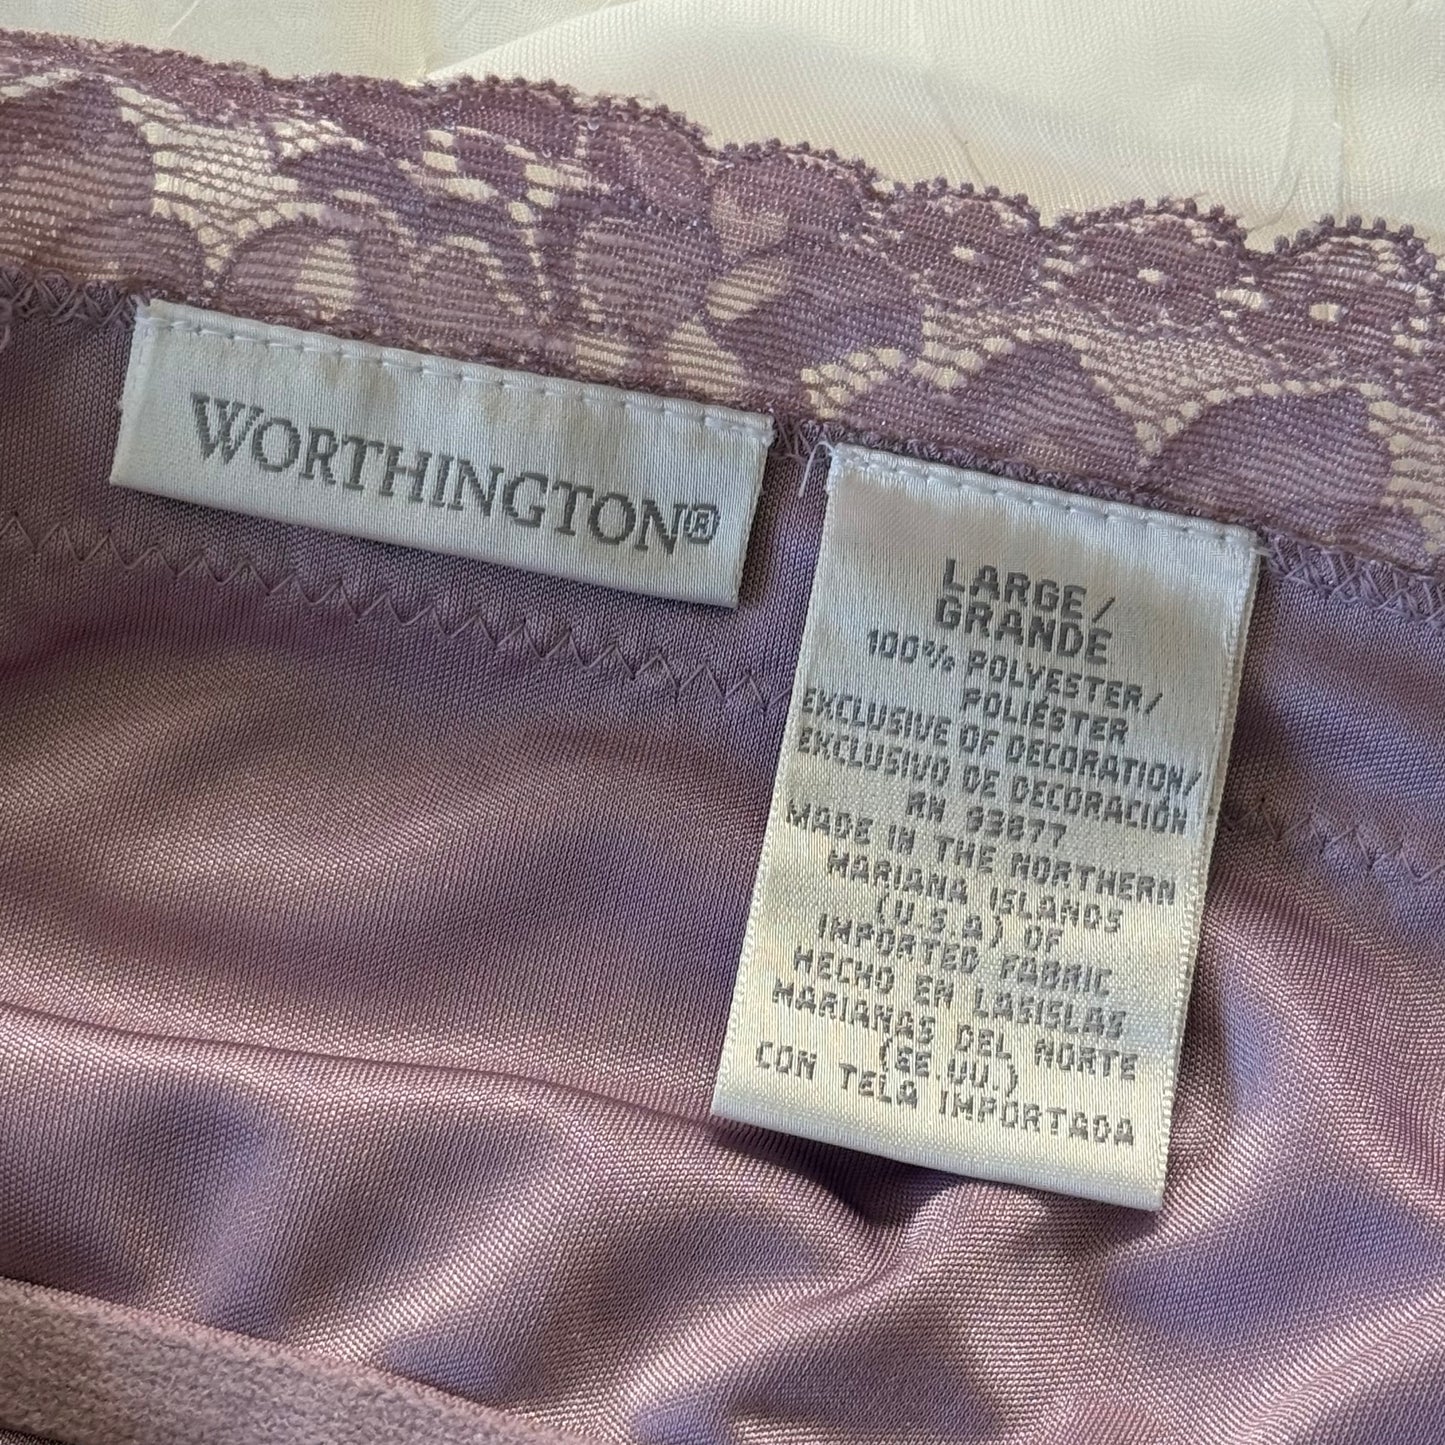 WORTHINGTON®
LARGE/
GRANDE
100% POLYESTER/
POLIÉSTER
EXCLUSIVE OF DECORATION/
EXCLUSIVO DE DECORACIÓN
RN 93677
MADE IN THE NORTHERN
MARIANA ISLANDS
(U.S.A) OF
IMPORTED FABRIC
HECHO EN LASISLAS
MARIANAS DEL NORTE
(EE.UU.)
CON TELA IMPORTADA